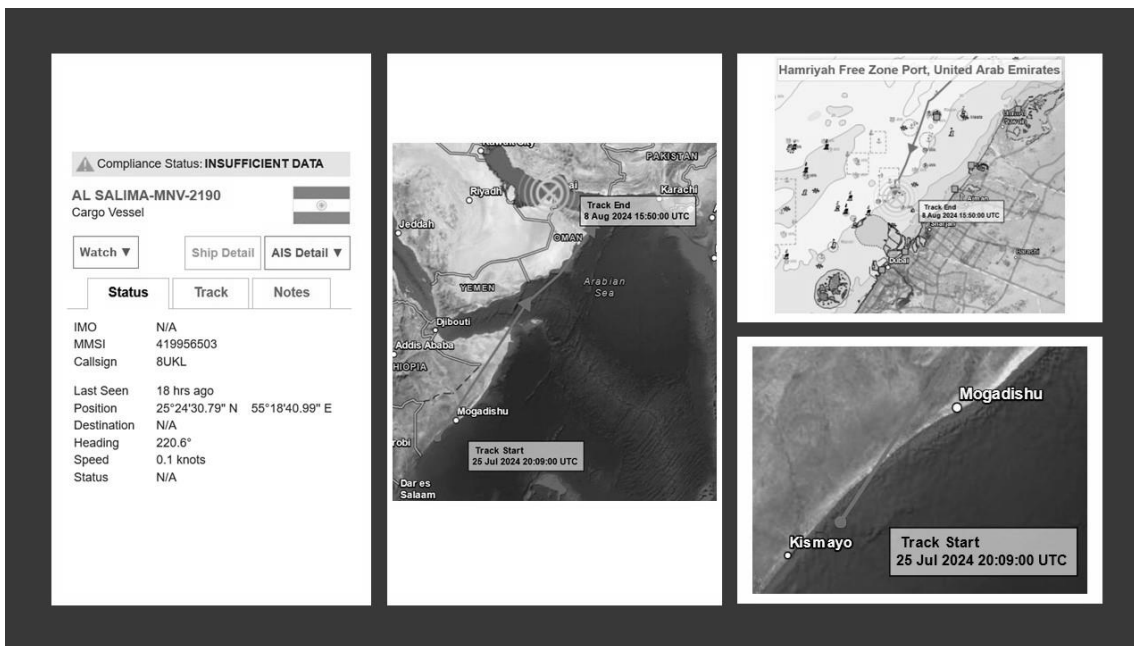 Compliance Status: INSUFFICIENT DATA
AL SALIMA-MNV-2190
Cargo Vessel
Watch ▼
Ship Detail
AIS Detail ▼
Status
Track
Notes
IMO N/A
MMSI 419956503
Callsign 8UKL
Last Seen 18 hrs ago
Position 25°24'30.79" N 55°18'40.99" E
Destination N/A
Heading 220.6°
Speed 0.1 knots
Status N/A
PAKISTAN
Riyadh
ai
Karachi
Track End
8 Aug 2024 15:50:00 UTC
Jeddah
OMAN
Arabian
Sea
YEMEN
Djibouti
Addis Ababa
HIOPIA
Mogadishu
robi
Track Start
25 Jul 2024 20:09:00 UTC
Dar es
Salaam
Hamriyah Free Zone Port, United Arab Emirates
Track End
8 Aug 2024 15:50:00 UTC
Dubai
Mogadishu
Kismayo
Track Start
25 Jul 2024 20:09:00 UTC